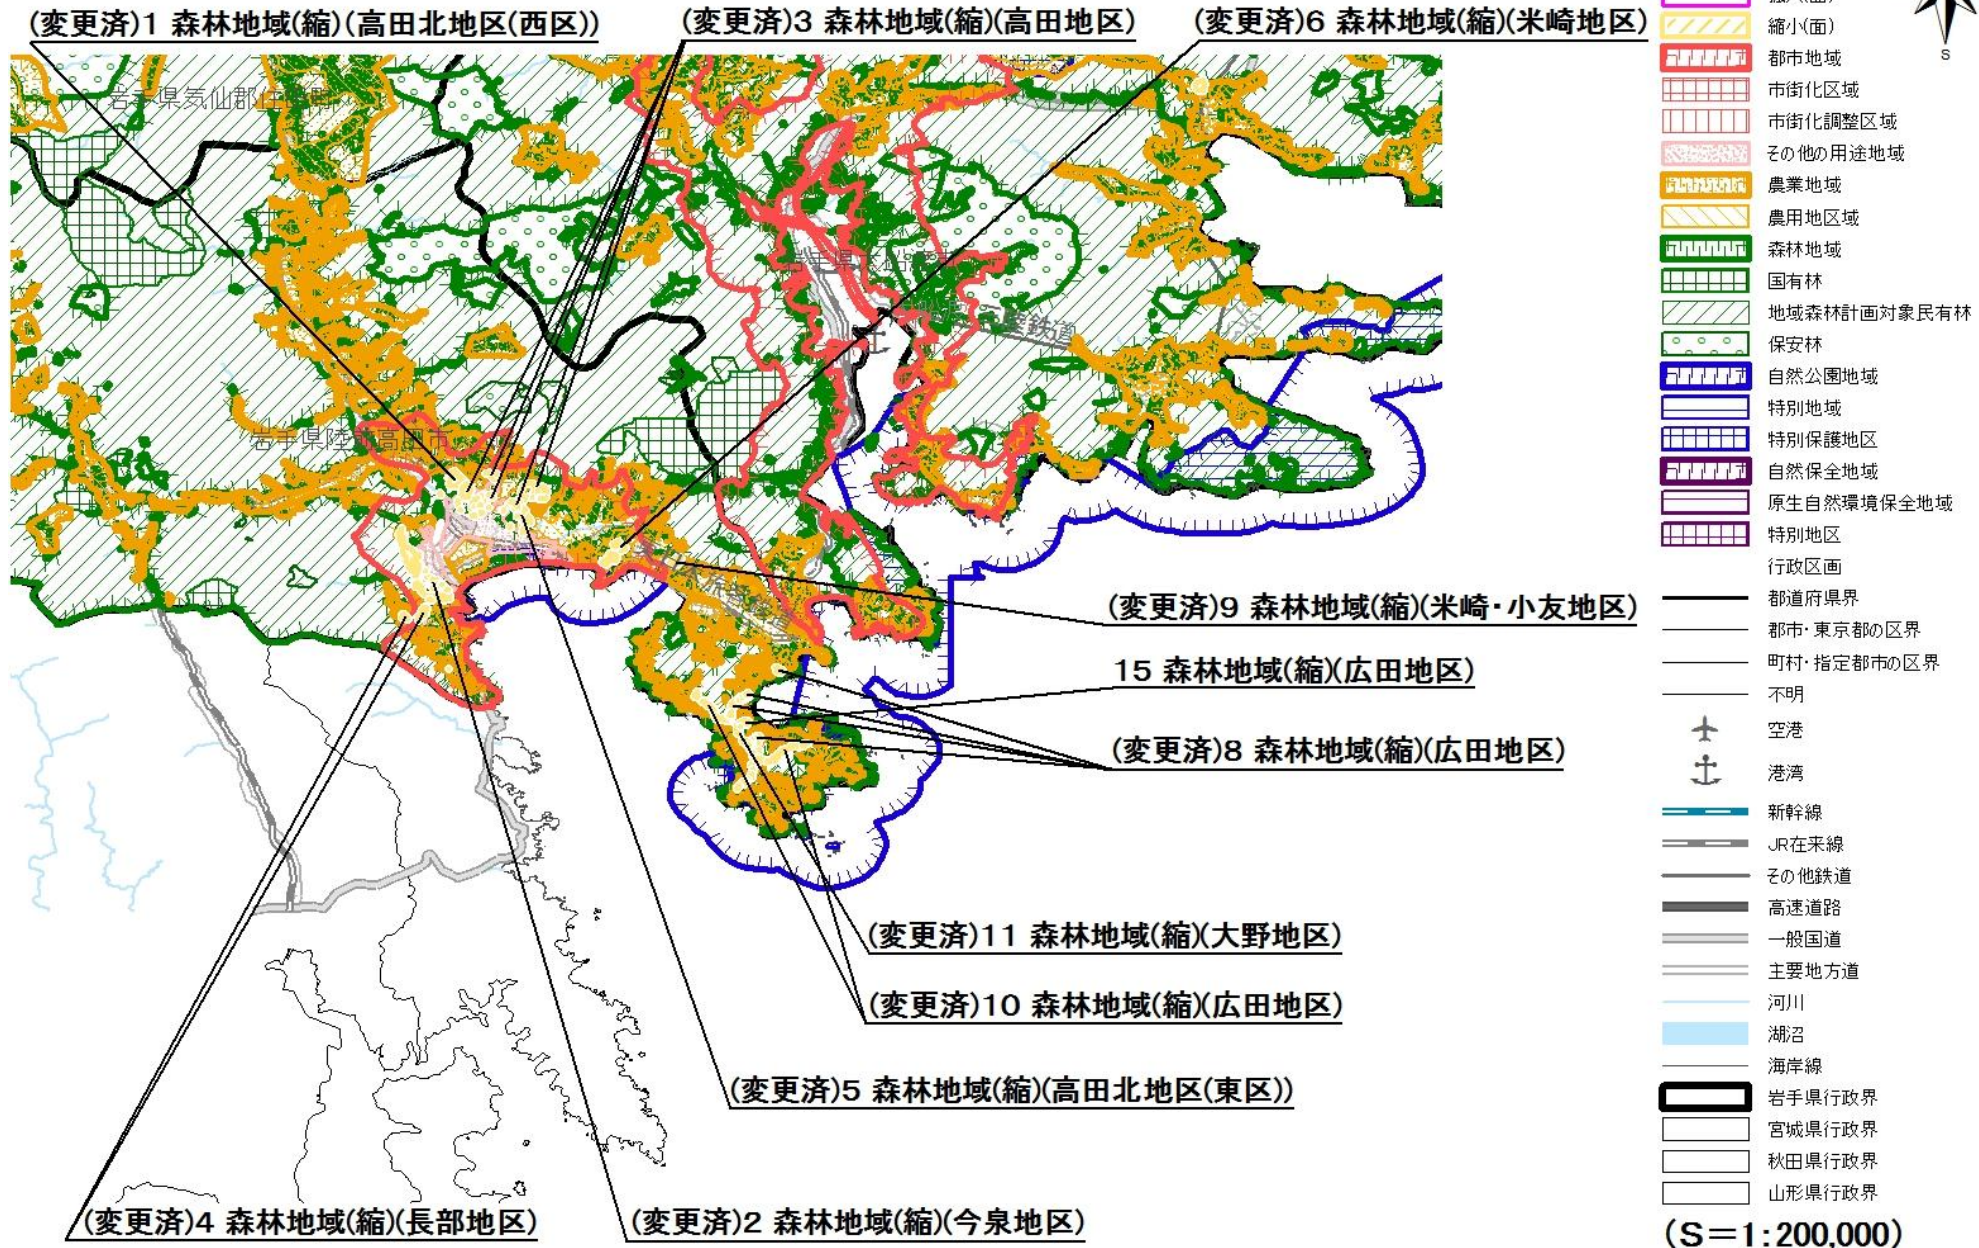 (変更済)1 森林地域(縮)(高田北地区(西区))
(変更済)3 森林地域(縮)(高田地区)
(変更済)6 森林地域(縮)(米崎地区)
(変更済)9 森林地域(縮)(米崎・小友地区)
15 森林地域(縮)(広田地区)
(変更済)8 森林地域(縮)(広田地区)
(変更済)11 森林地域(縮)(大野地区)
(変更済)10 森林地域(縮)(広田地区)
(変更済)5 森林地域(縮)(高田北地区(東区))
(変更済)4 森林地域(縮)(長部地区)
(変更済)2 森林地域(縮)(今泉地区)
S
縮小(面)
都市地域
市街化区域
市街化調整区域
その他の用途地域
農業地域
農用地区域
森林地域
国有林
地域森林計画対象民有林
保安林
自然公園地域
特別地域
特別保護地区
自然保全地域
原生自然環境保全地域
特別地区
行政区画
都道府県界
都市・東京都の区界
町村・指定都市の区界
不明
空港
港湾
新幹線
JR在来線
その他鉄道
高速道路
一般国道
主要地方道
河川
湖沼
海岸線
岩手県行政界
宮城県行政界
秋田県行政界
山形県行政界
(S=1:200,000)